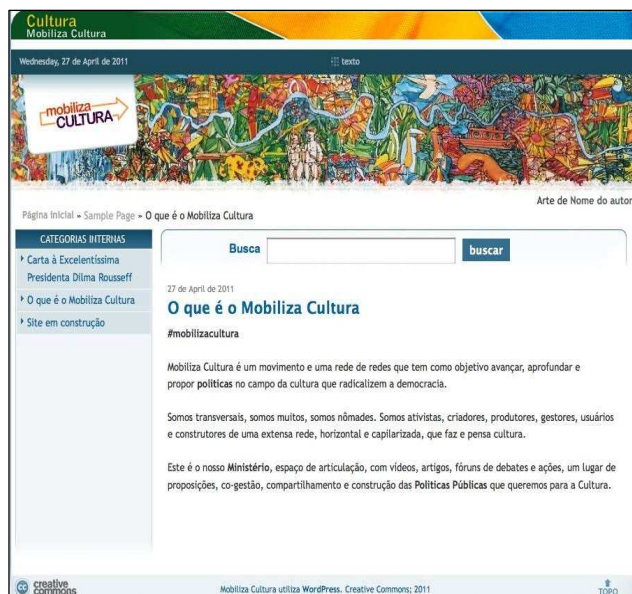 Cultura
Mobiliza Cultura
Wednesday, 27 de April de 2011
texto
mobiliza
CULTURA
Arte de Nome do autor
Página Inicial » Sample Page » O que é o Mobiliza Cultura
CATEGORIAS INTERNAS
Carta à Excelentíssima
Presidenta Dilma Rousseff
O que é o Mobiliza Cultura
Site em construção
Busca
buscar
27 de April de 2011
O que é o Mobiliza Cultura
#mobilizacultura
Mobiliza Cultura é um movimento e uma rede de redes que tem como objetivo avançar, aprofundar e
propor políticas no campo da cultura que radicalizem a democracia.
Somos transversais, somos muitos, somos nômades. Somos ativistas, criadores, produtores, gestores, usuários
e construtores de uma extensa rede, horizontal e capilarizada, que faz e pensa cultura.
Este é o nosso Ministério, espaço de articulação, com vídeos, artigos, fóruns de debates e ações, um lugar de
proposições, co-gestão, compartilhamento e construção das Políticas Públicas que queremos para a Cultura.
cc creative
commons
Mobiliza Cultura utiliza WordPress. Creative Commons; 2011
TOPO